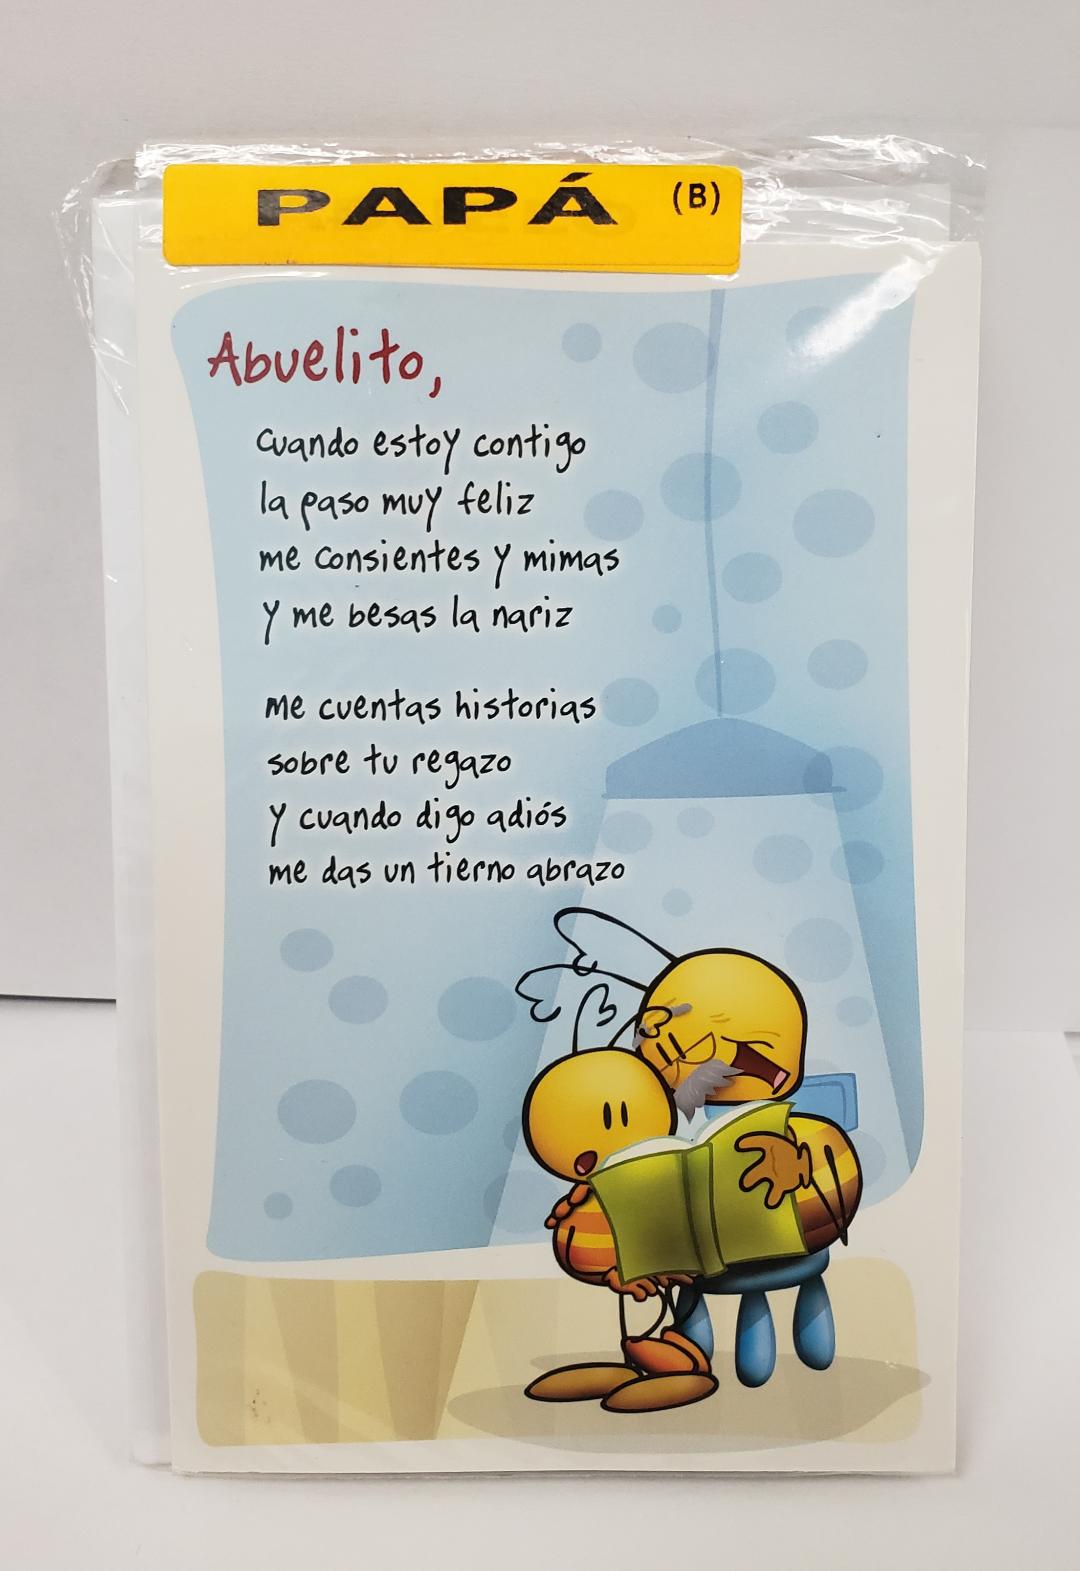 PAPÁ (B)
Abuelito,
cuando estoy contigo
la paso muy feliz
me consientes y mimas
y me besas la nariz
me cuentas historias
sobre tu regazo
y cuando digo adiós
me das un tierno abrazo